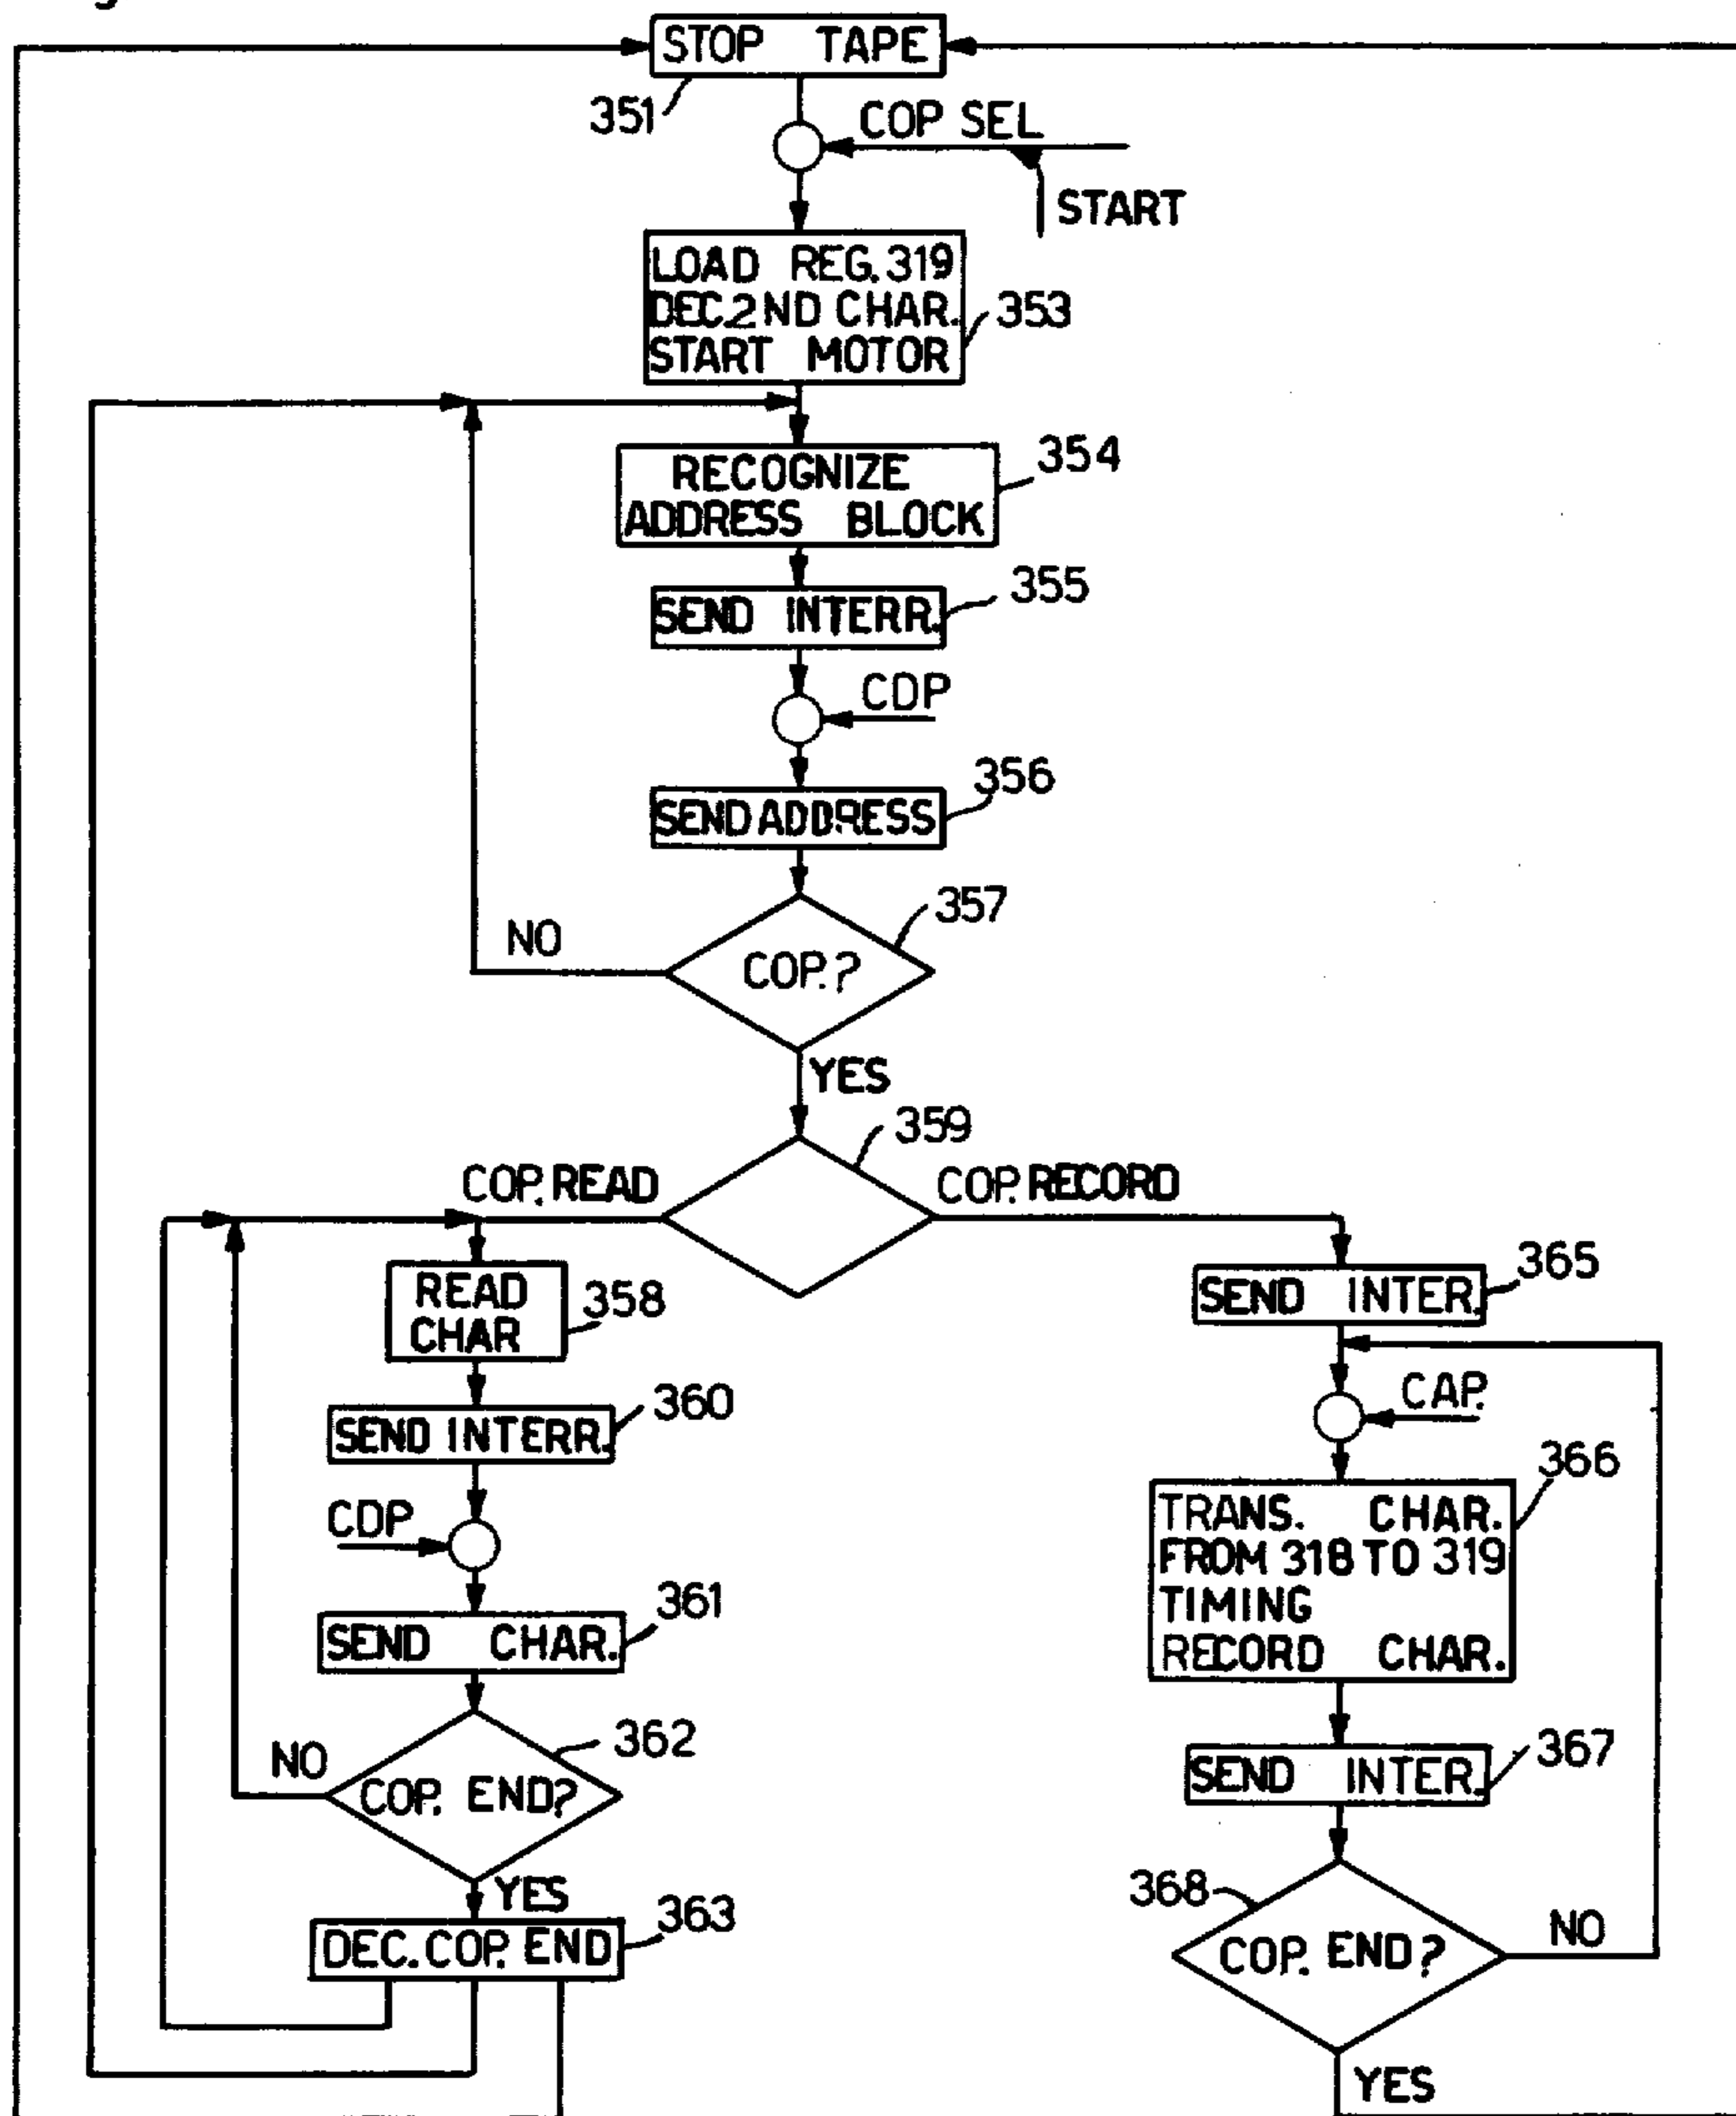 STOP TAPE
351
COP SEL
START
LOAD REG. 319
DEC. 2ND CHAR.
START MOTOR
353
RECOGNIZE
ADDRESS BLOCK
354
SEND INTERR.
355
CDP
SEND ADDRESS
356
COP.?
357
NO
YES
359
COP. READ
COP. RECORD
READ
CHAR
358
SEND INTER.
365
SEND INTERR.
360
CAP.
CDP
TRANS. CHAR.
FROM 318 TO 319
TIMING
RECORD CHAR.
366
SEND CHAR.
361
COP. END?
362
NO
SEND INTER.
367
YES
DEC. COP. END
363
368
COP. END?
NO
YES